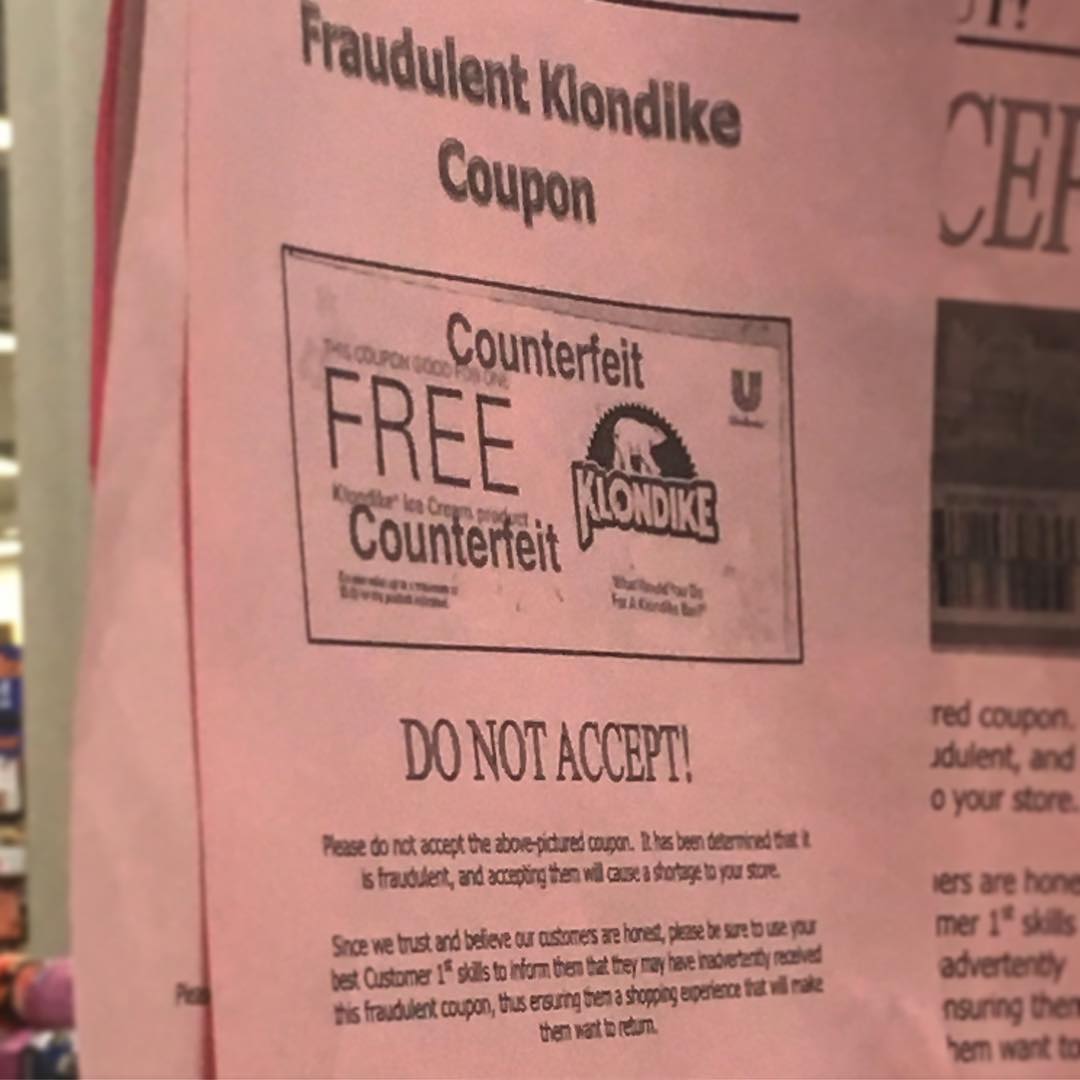 Fraudulent Klondike
Coupon
Counterfeit
THIS COUPON GOOD FOR ONE
FREE
Klondike® Ice Cream product
Counterfeit
U
KLONDIKE
"What Would You Do
For A Klondike Bar?"
DO NOT ACCEPT!
Please do not accept the above-pictured coupon. It has been determined that it
is fraudulent, and accepting them will cause a shortage to your store.
Since we trust and believe our customers are honest, please be sure to use your
best Customer 1st skills to inform them that they may have inadvertently received
this fraudulent coupon, thus ensuring them a shopping experience that will make
them want to return.
Pleas
T!
CEP
red coupon.
udulent, and
o your store.
ers are hone
mer 1st skills
advertently
nsuring them
hem want to